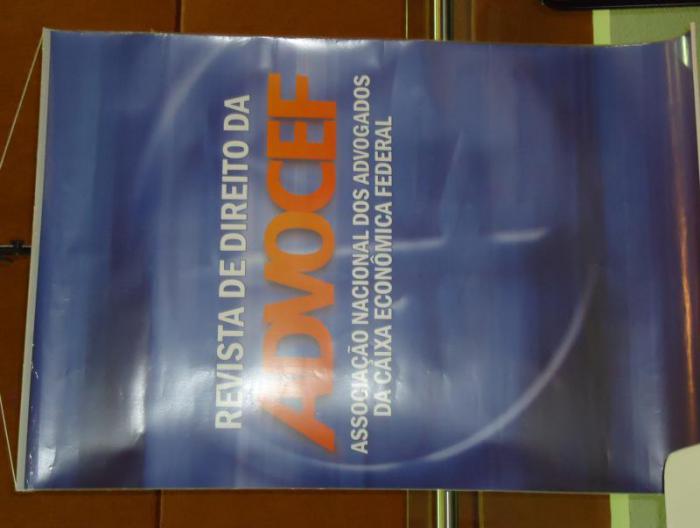 REVISTA DE DIREITO DA
ADVOCEF
ASSOCIAÇÃO NACIONAL DOS ADVOGADOS
DA CAIXA ECONÔMICA FEDERAL